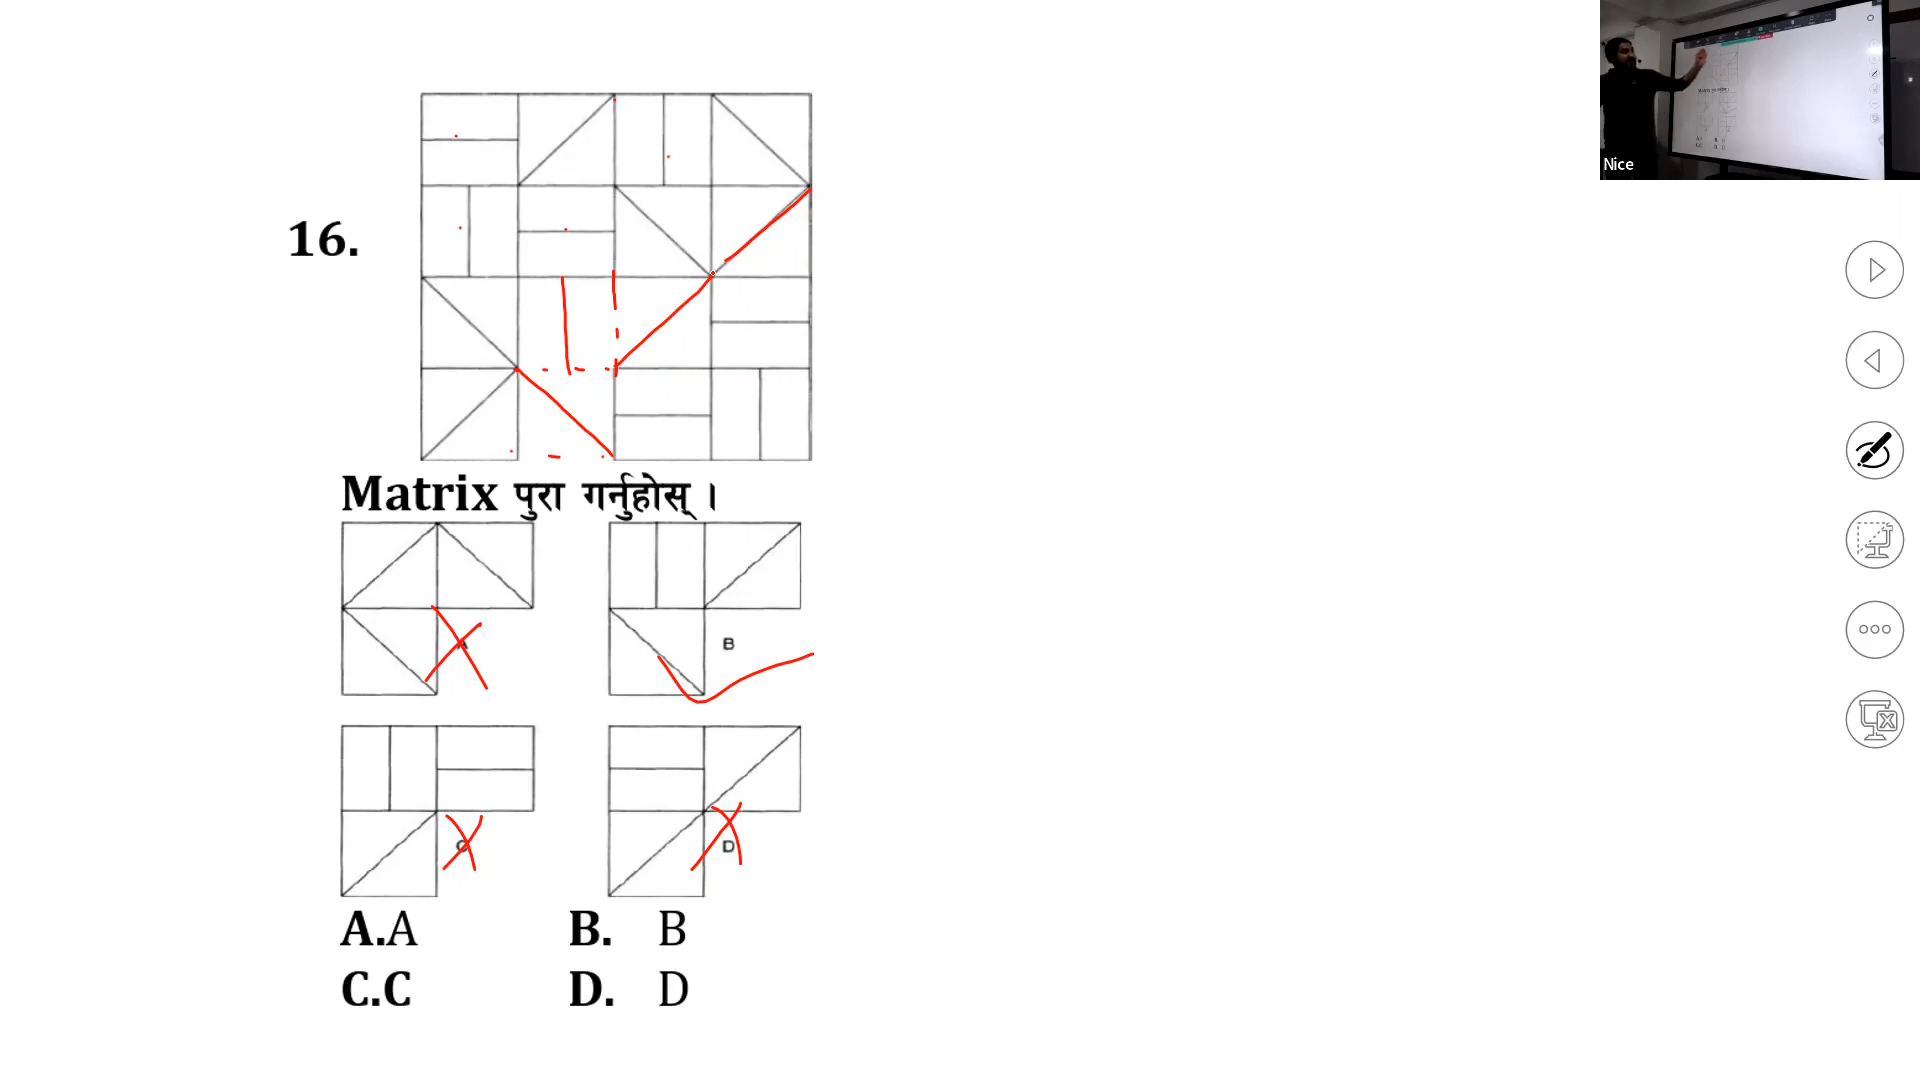 Nice
16.
Matrix पुरा गर्नुहोस् ।
A B
C D
A.A B. B
C.C D. D